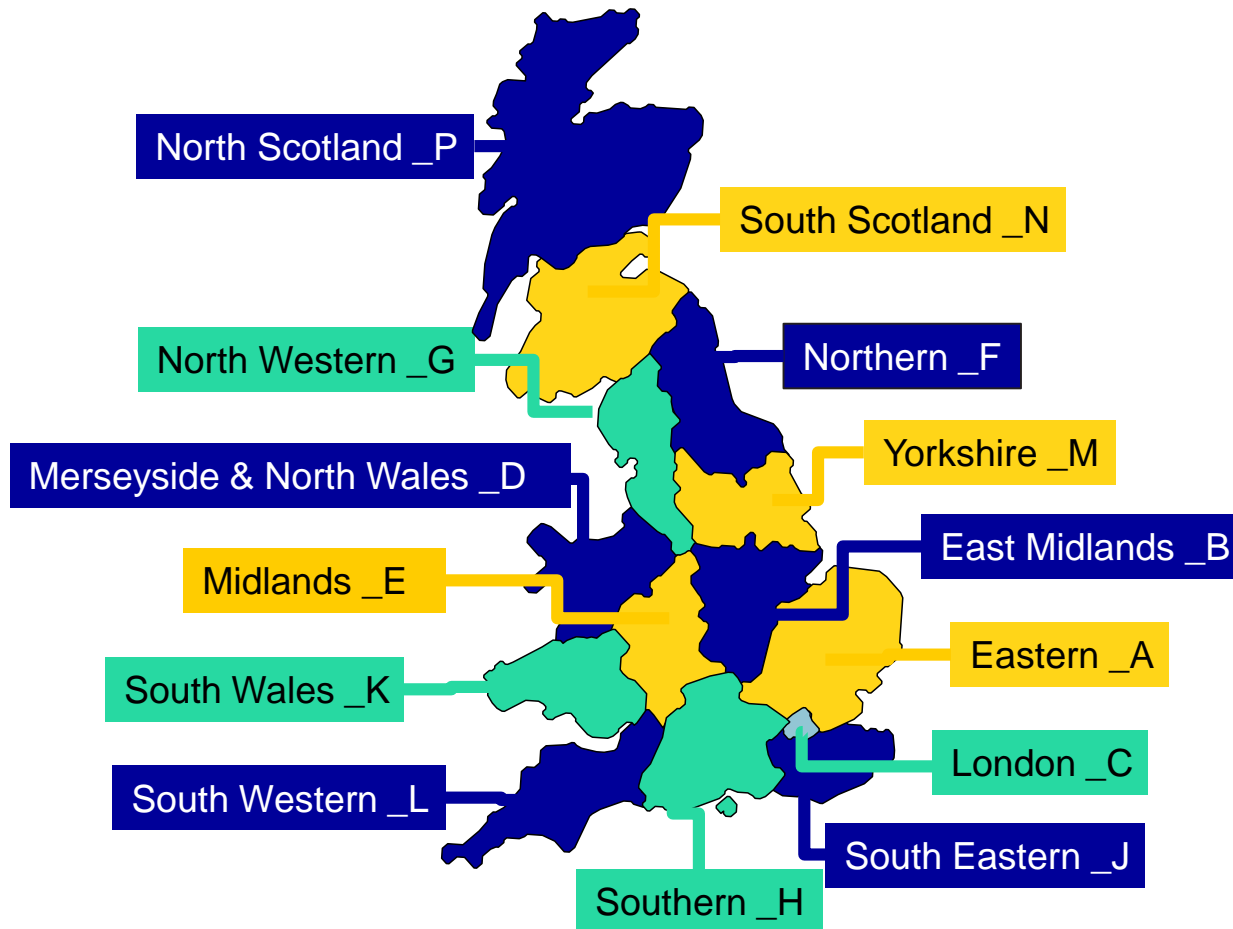 North Scotland _P
South Scotland _N
North Western _G
Northern _F
Merseyside & North Wales _D
Yorkshire _M
East Midlands _B
Midlands _E
Eastern _A
South Wales _K
London _C
South Western _L
South Eastern _J
Southern _H